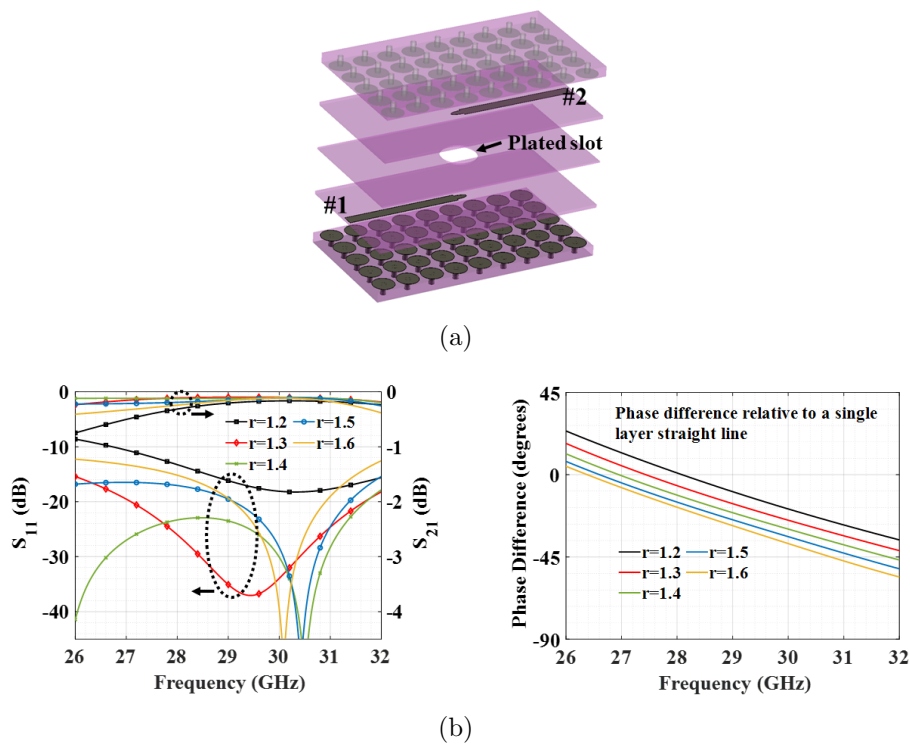 #2
Plated slot
#1
(a)
0
-10
-20
-30
-40
S11 (dB)
r=1.2 r=1.5
r=1.3 r=1.6
r=1.4
0
-1
-2
-3
-4
S21 (dB)
26 27 28 29 30 31 32
Frequency (GHz)
45
0
-45
-90
Phase Difference (degrees)
Phase difference relative to a single
layer straight line
r=1.2 r=1.5
r=1.3 r=1.6
r=1.4
26 27 28 29 30 31 32
Frequency (GHz)
(b)